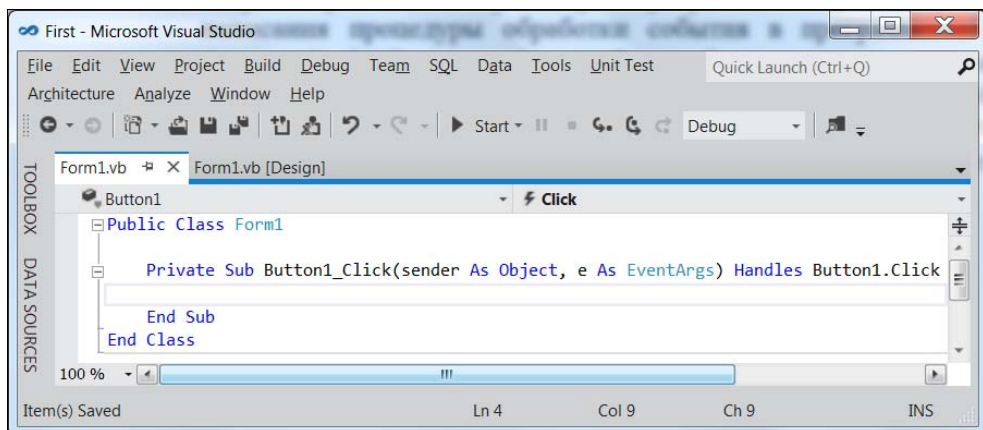 First - Microsoft Visual Studio
File Edit View Project Build Debug Team SQL Data Tools Unit Test Quick Launch (Ctrl+Q)
Architecture Analyze Window Help
Start Debug
TOOLBOX
DATA SOURCES
Form1.vb Form1.vb [Design]
Button1 Click
Public Class Form1
Private Sub Button1_Click(sender As Object, e As EventArgs) Handles Button1.Click
End Sub
End Class
100 %
Item(s) Saved Ln 4 Col 9 Ch 9 INS